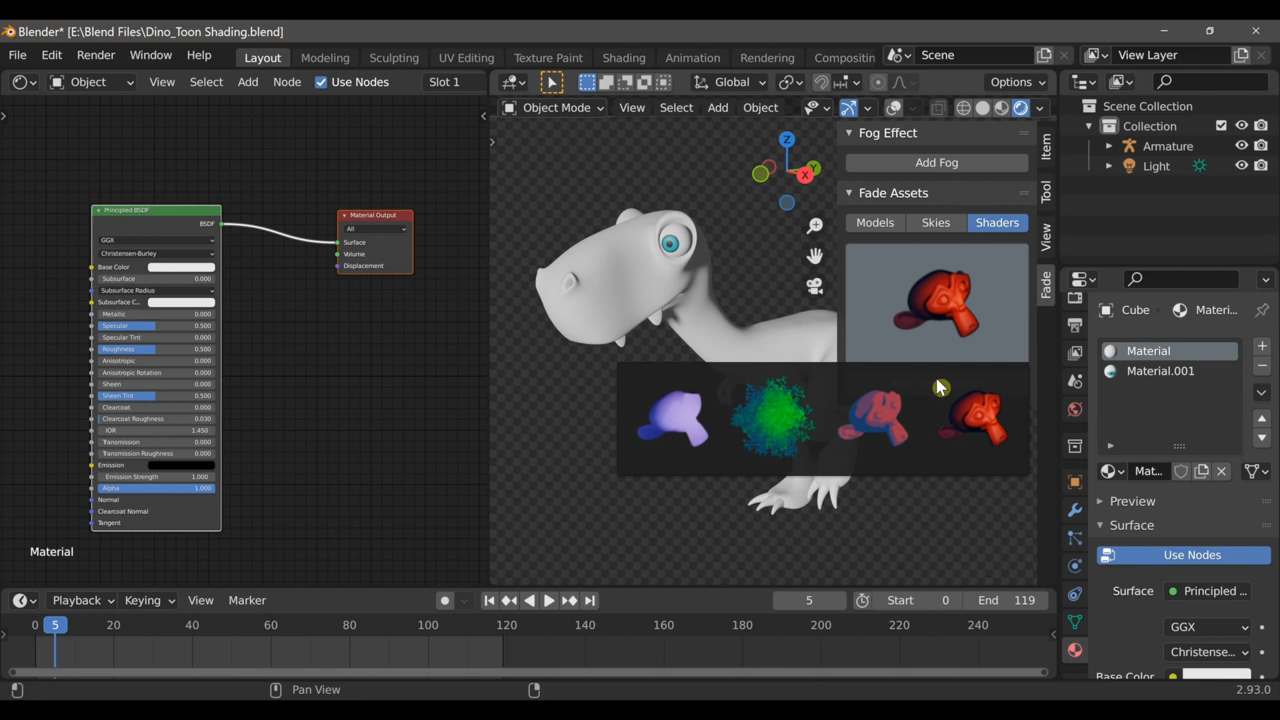 Blender* [E:\Blend Files\Dino_Toon Shading.blend]
File Edit Render Window Help Layout Modeling Sculpting UV Editing Texture Paint Shading Animation Rendering Compositin Scene View Layer
Object View Select Add Node Use Nodes Slot 1 Global Options
Object Mode View Select Add Object
Scene Collection
Collection
Armature
Light
Fog Effect
Add Fog
Fade Assets
Models Skies Shaders
Item
Tool
View
Fade
X
Y
Z
Principled BSDF
BSDF
GGX
Christensen-Burley
Base Color
Subsurface 0.000
Subsurface Radius
Subsurface C...
Metallic 0.000
Specular 0.500
Specular Tint 0.000
Roughness 0.500
Anisotropic 0.000
Anisotropic Rotation 0.000
Sheen 0.000
Sheen Tint 0.500
Clearcoat 0.000
Clearcoat Roughness 0.030
IOR 1.450
Transmission 0.000
Transmission Roughness 0.000
Emission
Emission Strength 1.000
Alpha 1.000
Normal
Clearcoat Normal
Tangent
Material Output
All
Surface
Volume
Displacement
Material
Cube Materi...
Material
Material.001
Mat...
Preview
Surface
Use Nodes
Surface Principled ...
GGX
Christense...
Base Color
Playback Keying View Marker 5 Start 0 End 119
0 5 20 40 60 80 100 120 140 160 180 200 220 240
Pan View
2.93.0